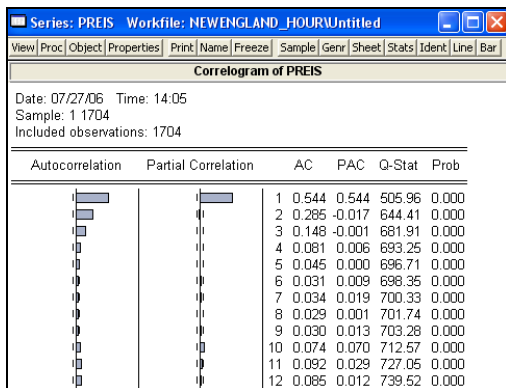 Series: PREIS Workfile: NEWENGLAND_HOUR\Untitled
View Proc Object Properties Print Name Freeze Sample Genr Sheet Stats Ident Line Bar
Correlogram of PREIS
Date: 07/27/06 Time: 14:05
Sample: 1 1704
Included observations: 1704
Autocorrelation Partial Correlation AC PAC Q-Stat Prob
1 0.544 0.544 505.96 0.000
2 0.285 -0.017 644.41 0.000
3 0.148 -0.001 681.91 0.000
4 0.081 0.006 693.25 0.000
5 0.045 0.000 696.71 0.000
6 0.031 0.009 698.35 0.000
7 0.034 0.019 700.33 0.000
8 0.029 0.001 701.74 0.000
9 0.030 0.013 703.28 0.000
10 0.074 0.070 712.57 0.000
11 0.092 0.029 727.05 0.000
12 0.085 0.012 739.52 0.000